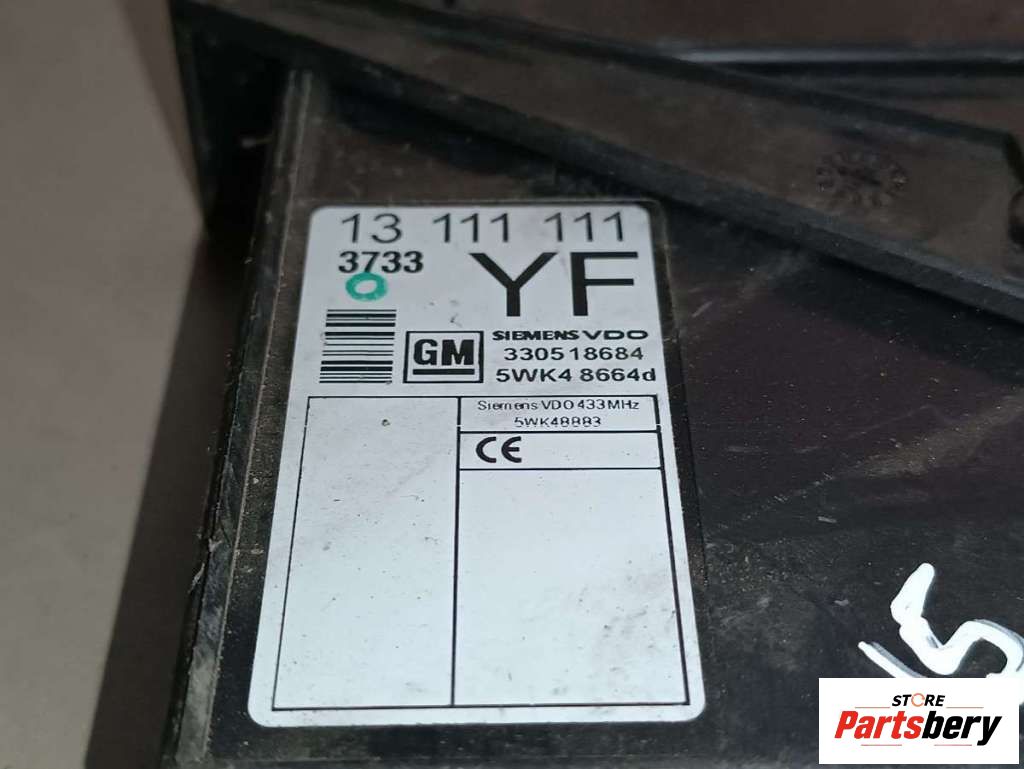 13 111 111
3733
YF
GM
SIEMENS VDO
330518684
5WK4 8664d
Siemens VDO 433MHz
5WK48883
CE
STORE
Partsbery